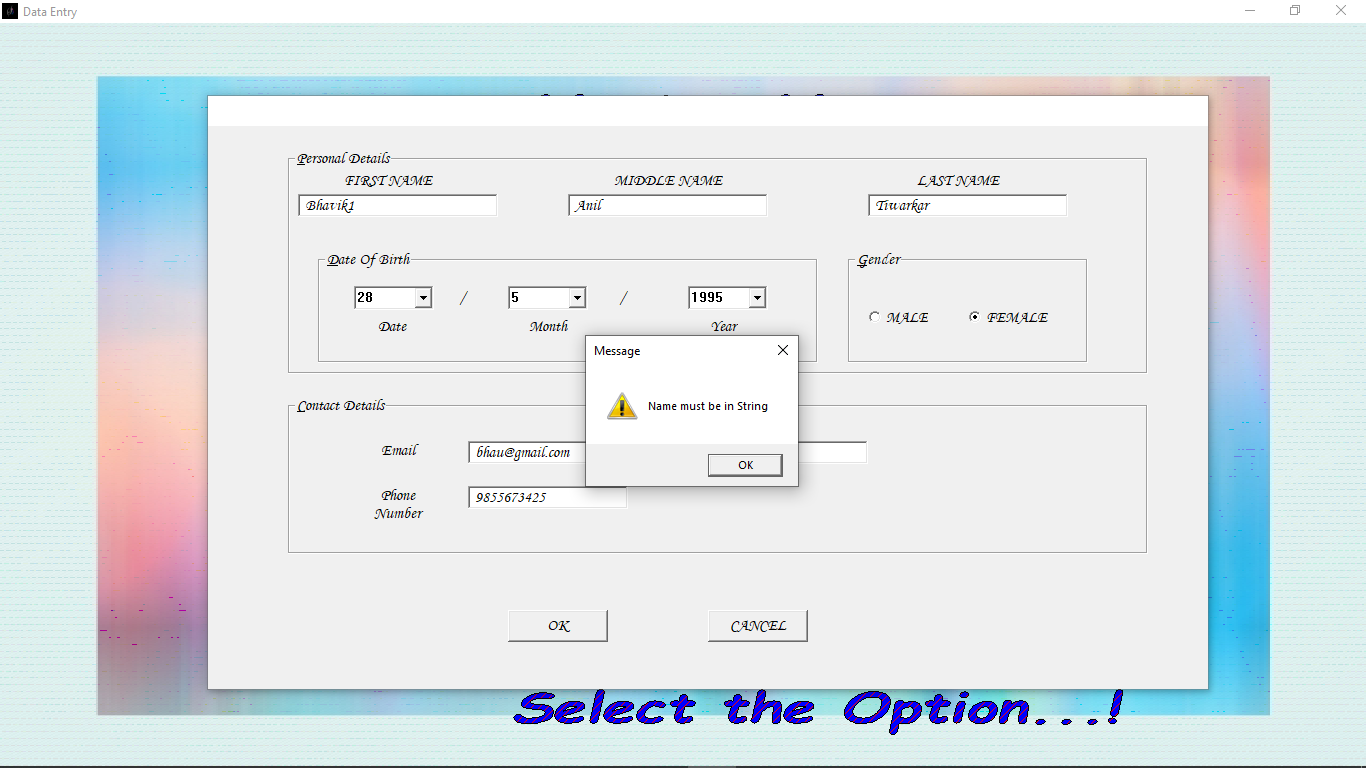 Data Entry
Personal Details
FIRST NAME MIDDLE NAME LAST NAME
Bhavik1 Anil Tiwarkar
Date Of Birth Gender
28 / 5 / 1995
MALE FEMALE
Date Month Year
Message
Name must be in String
OK
Contact Details
Email bhau@gmail.com
Phone Number 9855673425
OK CANCEL
Select the Option...!